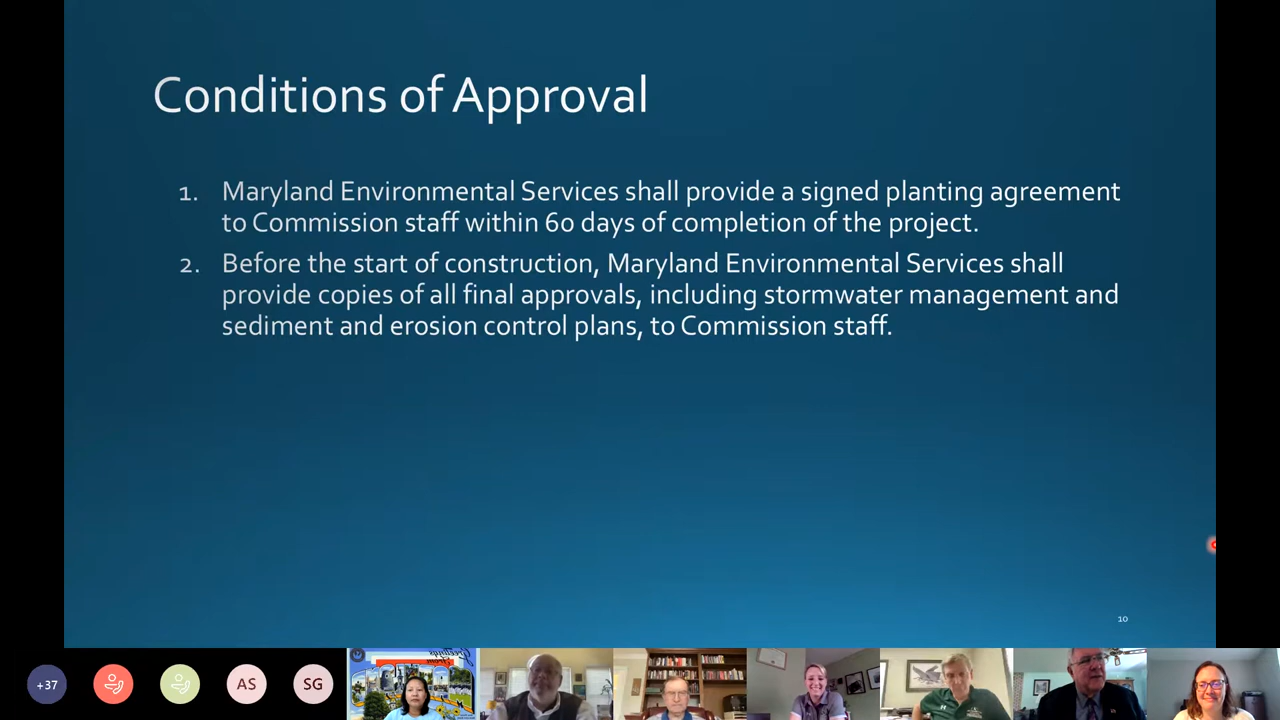 Conditions of Approval
1. Maryland Environmental Services shall provide a signed planting agreement
to Commission staff within 60 days of completion of the project.
2. Before the start of construction, Maryland Environmental Services shall
provide copies of all final approvals, including stormwater management and
sediment and erosion control plans, to Commission staff.
10
+37
AS
SG